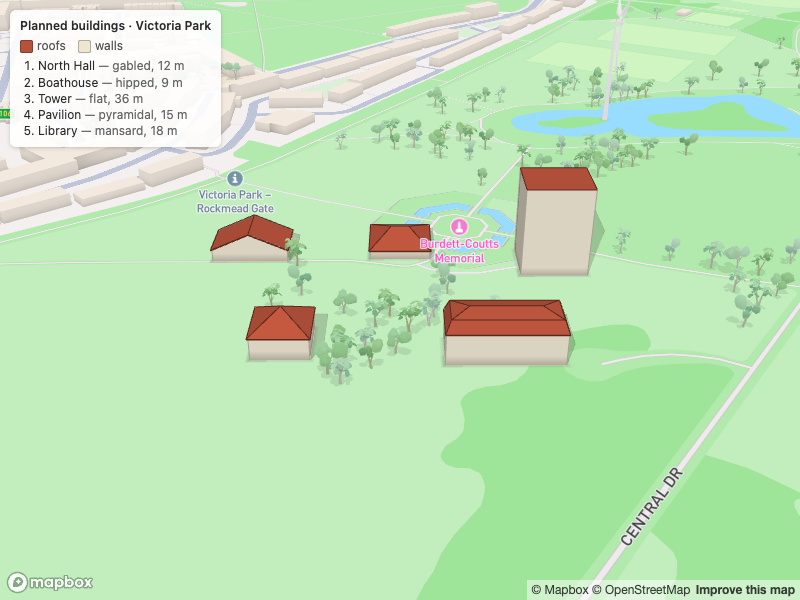 Planned buildings · Victoria Park
roofs walls
1. North Hall — gabled, 12 m
2. Boathouse — hipped, 9 m
3. Tower — flat, 36 m
4. Pavilion — pyramidal, 15 m
5. Library — mansard, 18 m
Victoria Park –
Rockmead Gate
Burdett-Coutts
Memorial
CENTRAL DR
mapbox
© Mapbox © OpenStreetMap Improve this map